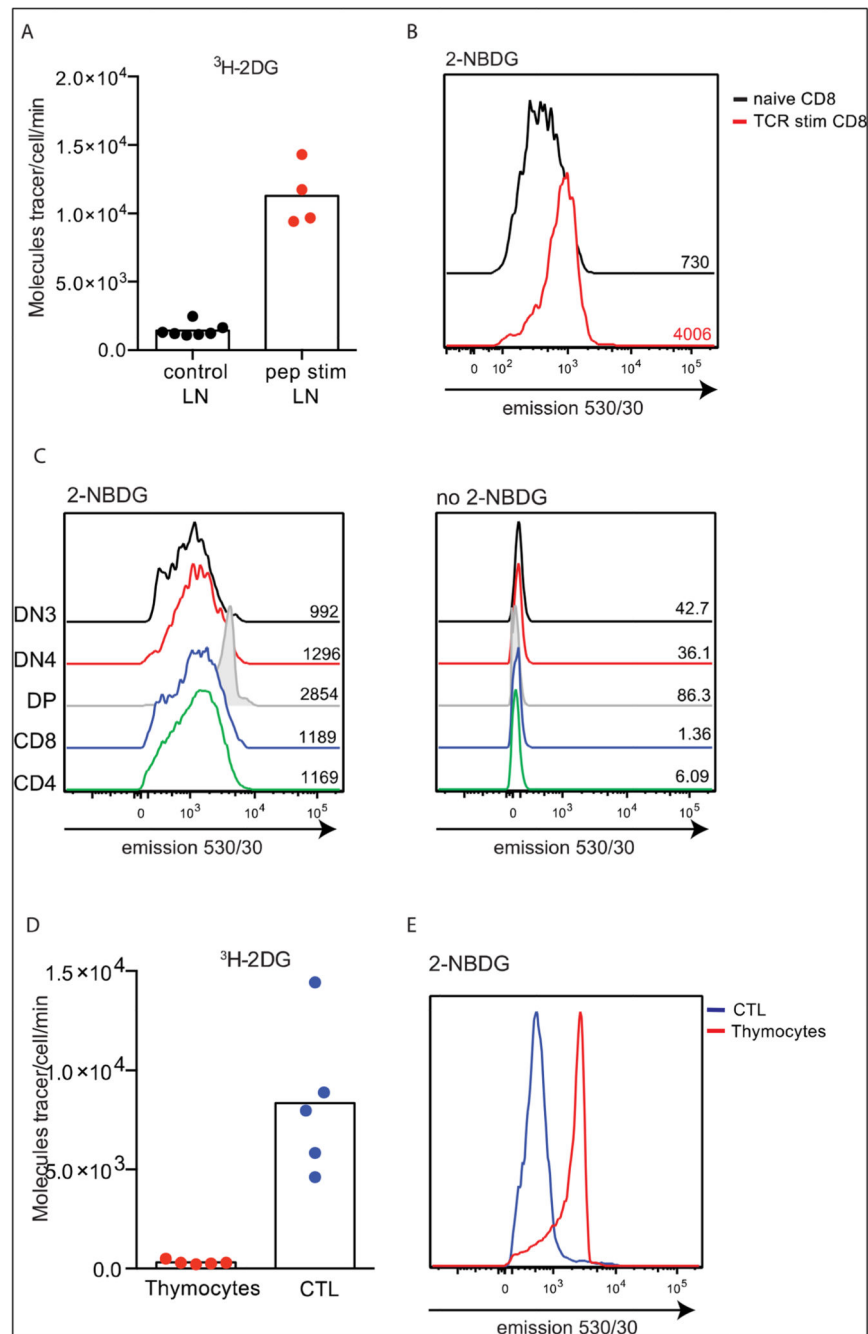 A
³H-2DG
Molecules tracer/cell/min
2.0×10⁴
1.5×10⁴
1.0×10⁴
5.0×10³
0.0
control LN
pep stim LN
B
2-NBDG
naive CD8
TCR stim CD8
730
4006
0 10² 10³ 10⁴ 10⁵
emission 530/30
C
2-NBDG
DN3 992
DN4 1296
DP 2854
CD8 1189
CD4 1169
0 10³ 10⁴ 10⁵
emission 530/30
no 2-NBDG
42.7
36.1
86.3
1.36
6.09
0 10³ 10⁴ 10⁵
emission 530/30
D
³H-2DG
Molecules tracer/cell/min
1.5×10⁴
1.0×10⁴
5.0×10³
0.0
Thymocytes CTL
E
2-NBDG
CTL
Thymocytes
0 10³ 10⁴ 10⁵
emission 530/30